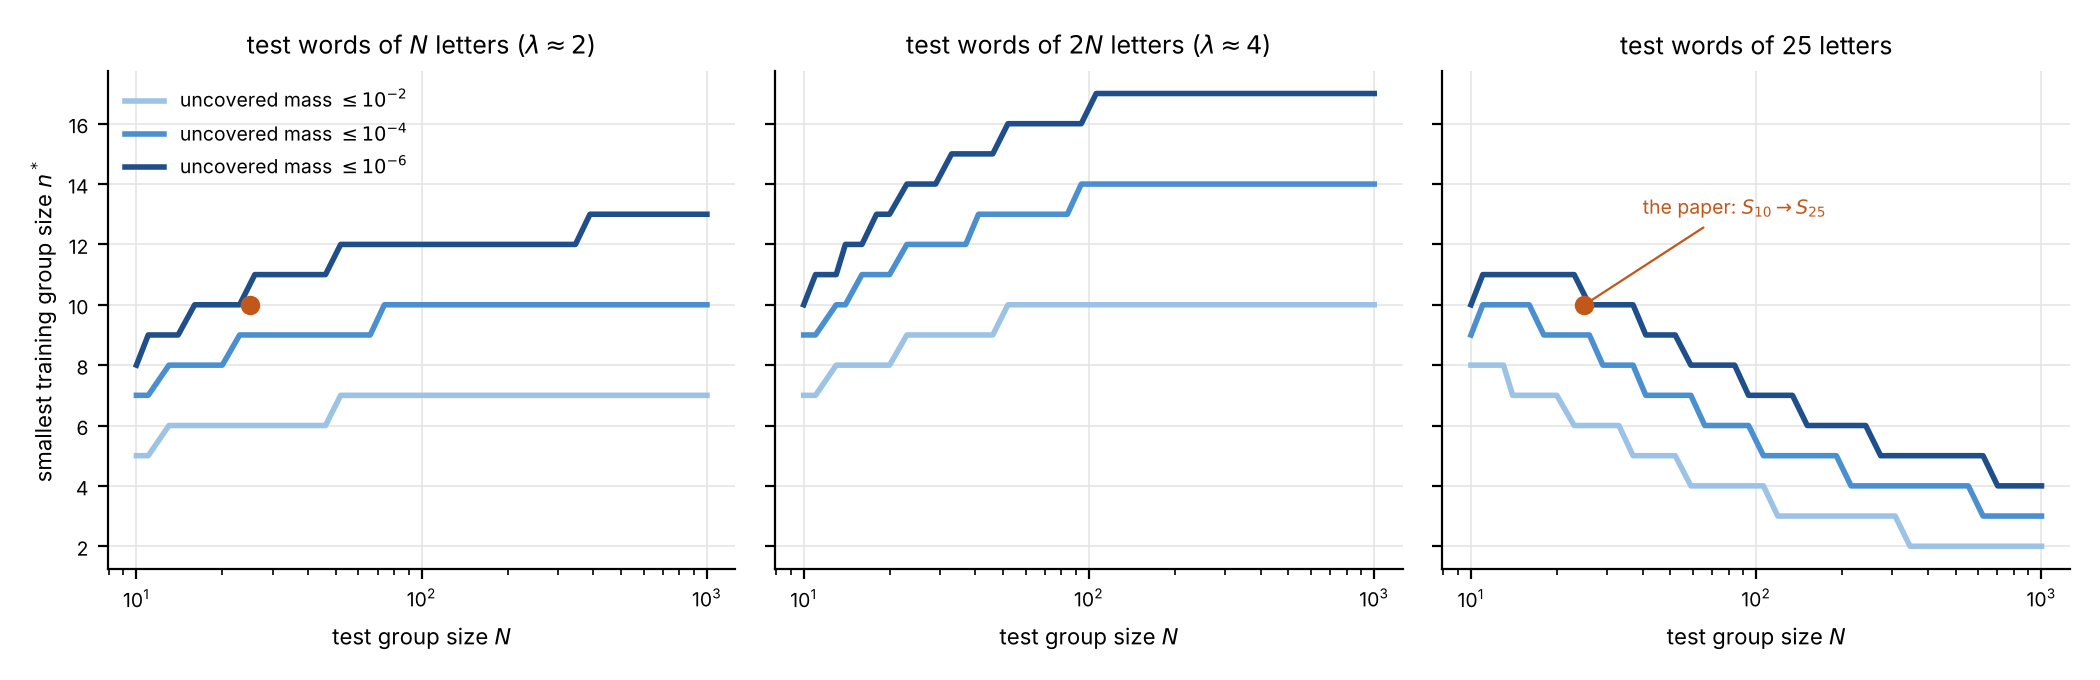 test words of N letters (λ ≈ 2)
test words of 2N letters (λ ≈ 4)
test words of 25 letters
uncovered mass ≤ 10⁻²
uncovered mass ≤ 10⁻⁴
uncovered mass ≤ 10⁻⁶
the paper: S₁₀ → S₂₅
smallest training group size n*
16
14
12
10
8
6
4
2
10¹ 10² 10³
10¹ 10² 10³
10¹ 10² 10³
test group size N
test group size N
test group size N